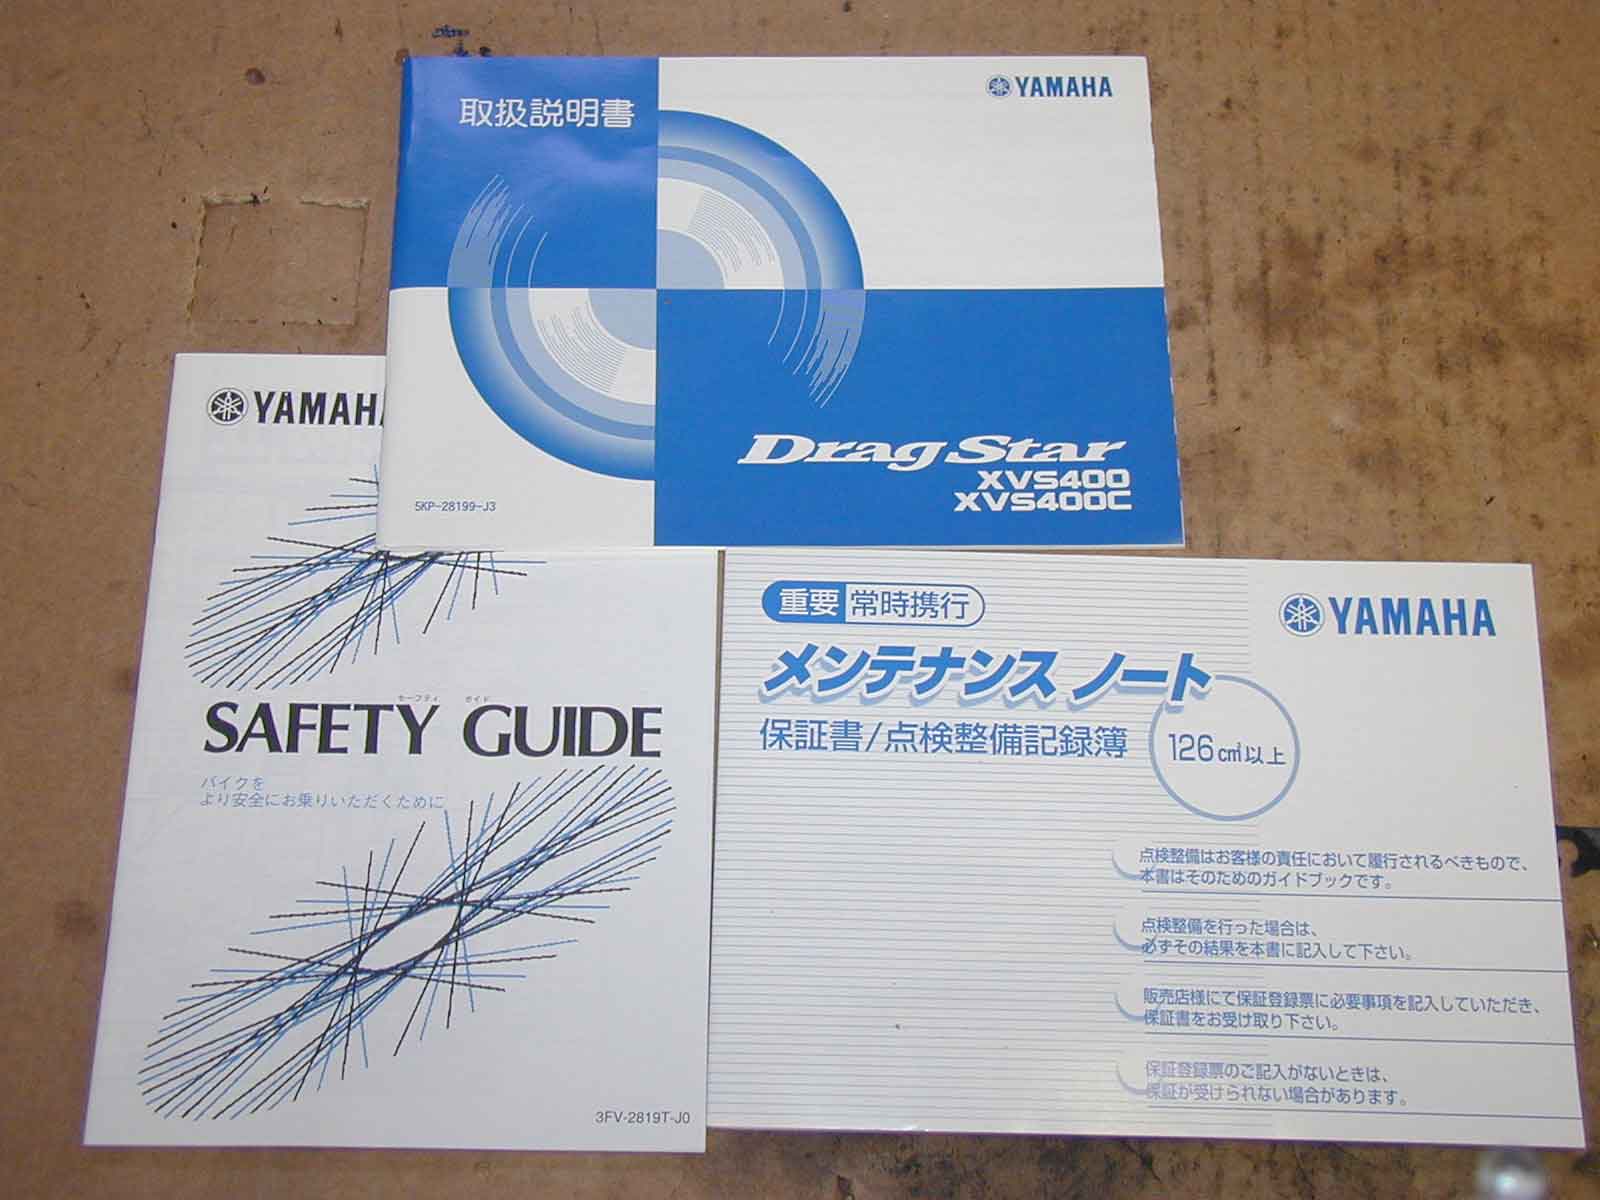 取扱説明書
YAMAHA
Drag Star
XVS400
XVS400C
5KP-28199-J3
YAMAHA
セーフティ ガイド
SAFETY GUIDE
バイクを
より安全にお乗りいただくために
3FV-2819T-J0
重要 常時携行
YAMAHA
メンテナンス ノート
保証書/点検整備記録簿
126㎤以上
点検整備はお客様の責任において履行されるべきもので、
本書はそのためのガイドブックです。
点検整備を行った場合は、
必ずその結果を本書に記入して下さい。
販売店様にて保証登録票に必要事項を記入していただき、
保証書をお受け取り下さい。
保証登録票のご記入がないときは、
保証が受けられない場合があります。